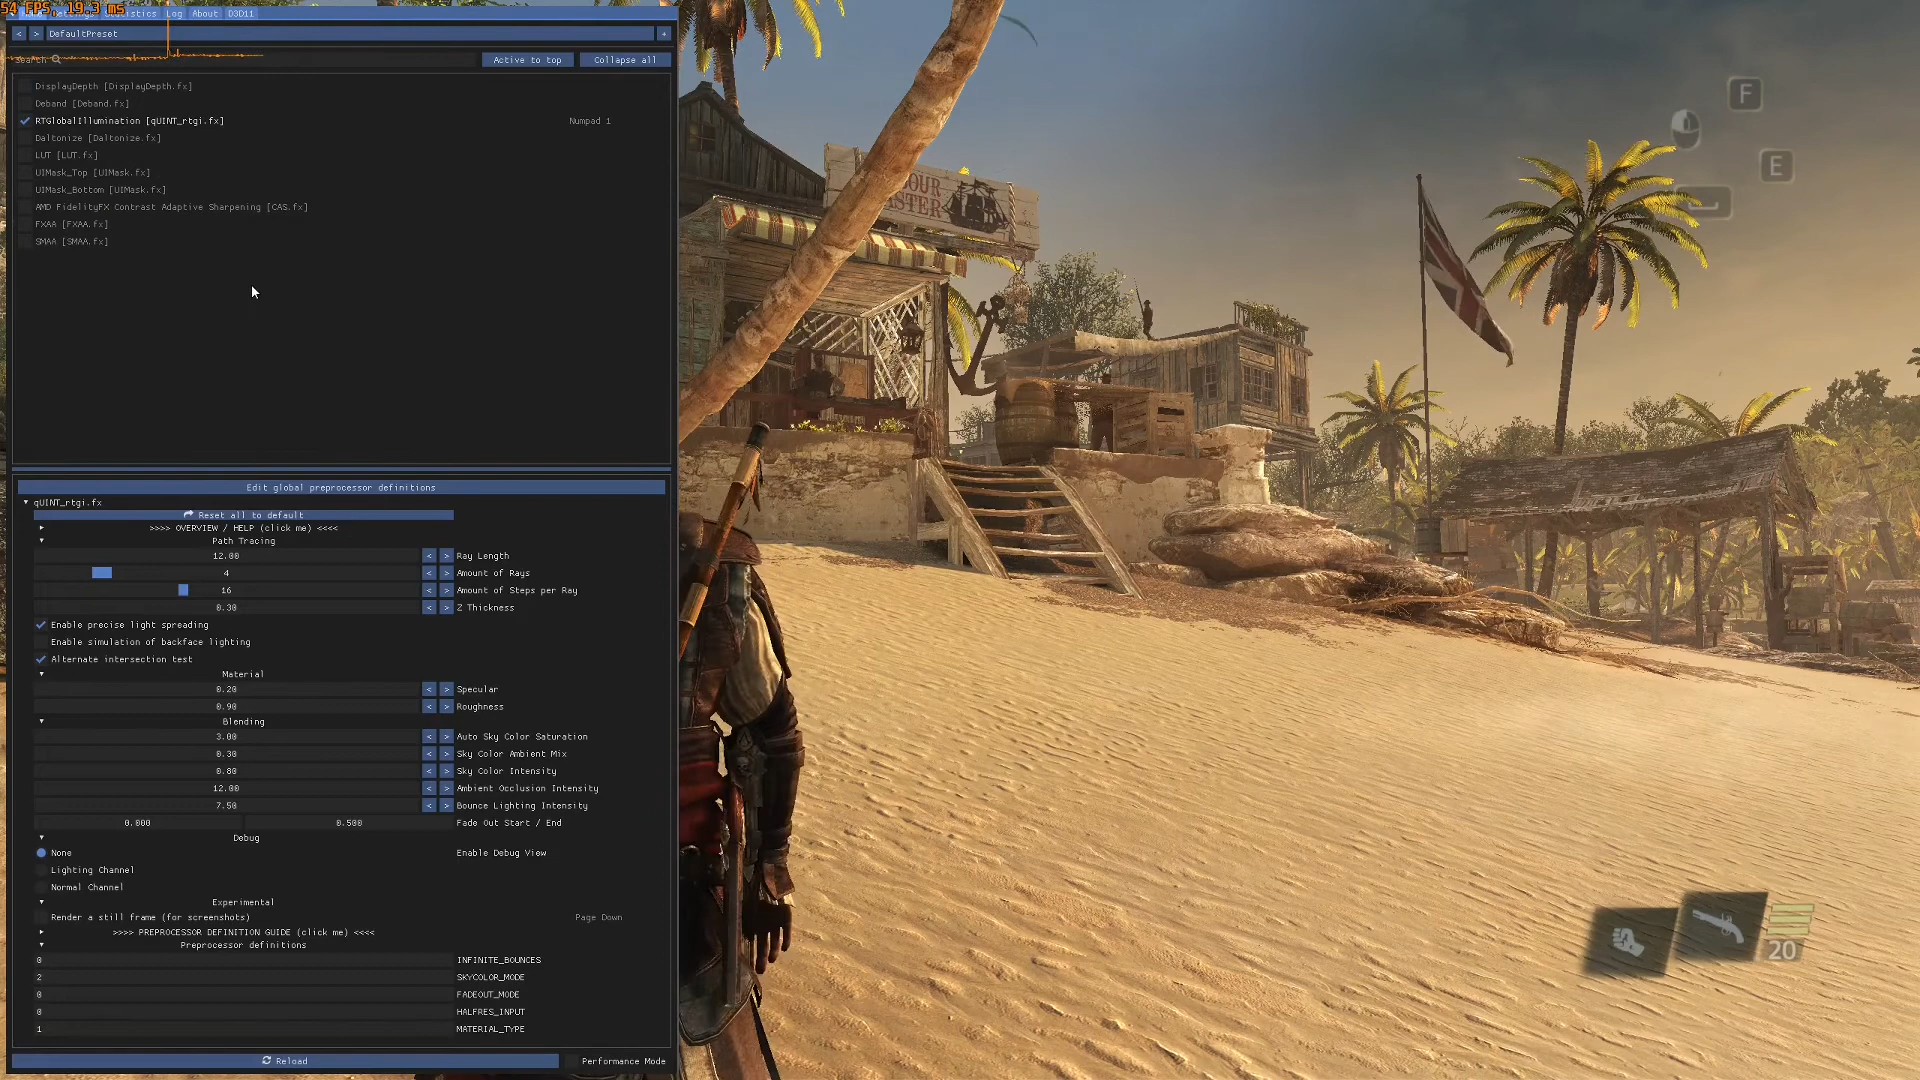 54 FPS, 19.3 ms
Statistics Log About D3D11
< > DefaultPreset +
Search Active to top Collapse all
DisplayDepth [DisplayDepth.fx]
Deband [Deband.fx]
RTGlobalIllumination [qUINT_rtgi.fx] Numpad 1
Daltonize [Daltonize.fx]
LUT [LUT.fx]
UIMask_Top [UIMask.fx]
UIMask_Bottom [UIMask.fx]
AMD FidelityFX Contrast Adaptive Sharpening [CAS.fx]
FXAA [FXAA.fx]
SMAA [SMAA.fx]
Edit global preprocessor definitions
qUINT_rtgi.fx
Reset all to default
>>>> OVERVIEW / HELP (click me) <<<<
Path Tracing
12.00 < > Ray Length
4 < > Amount of Rays
16 < > Amount of Steps per Ray
0.30 < > Z Thickness
Enable precise light spreading
Enable simulation of backface lighting
Alternate intersection test
Material
0.20 < > Specular
0.90 < > Roughness
Blending
3.00 < > Auto Sky Color Saturation
0.30 < > Sky Color Ambient Mix
0.80 < > Sky Color Intensity
12.00 < > Ambient Occlusion Intensity
7.50 < > Bounce Lighting Intensity
0.000 0.500 Fade Out Start / End
Debug
None Enable Debug View
Lighting Channel
Normal Channel
Experimental
Render a still frame (for screenshots) Page Down
>>>> PREPROCESSOR DEFINITION GUIDE (click me) <<<<
Preprocessor definitions
0 INFINITE_BOUNCES
2 SKYCOLOR_MODE
0 FADEOUT_MODE
0 HALFRES_INPUT
1 MATERIAL_TYPE
Reload Performance Mode
F
E
20